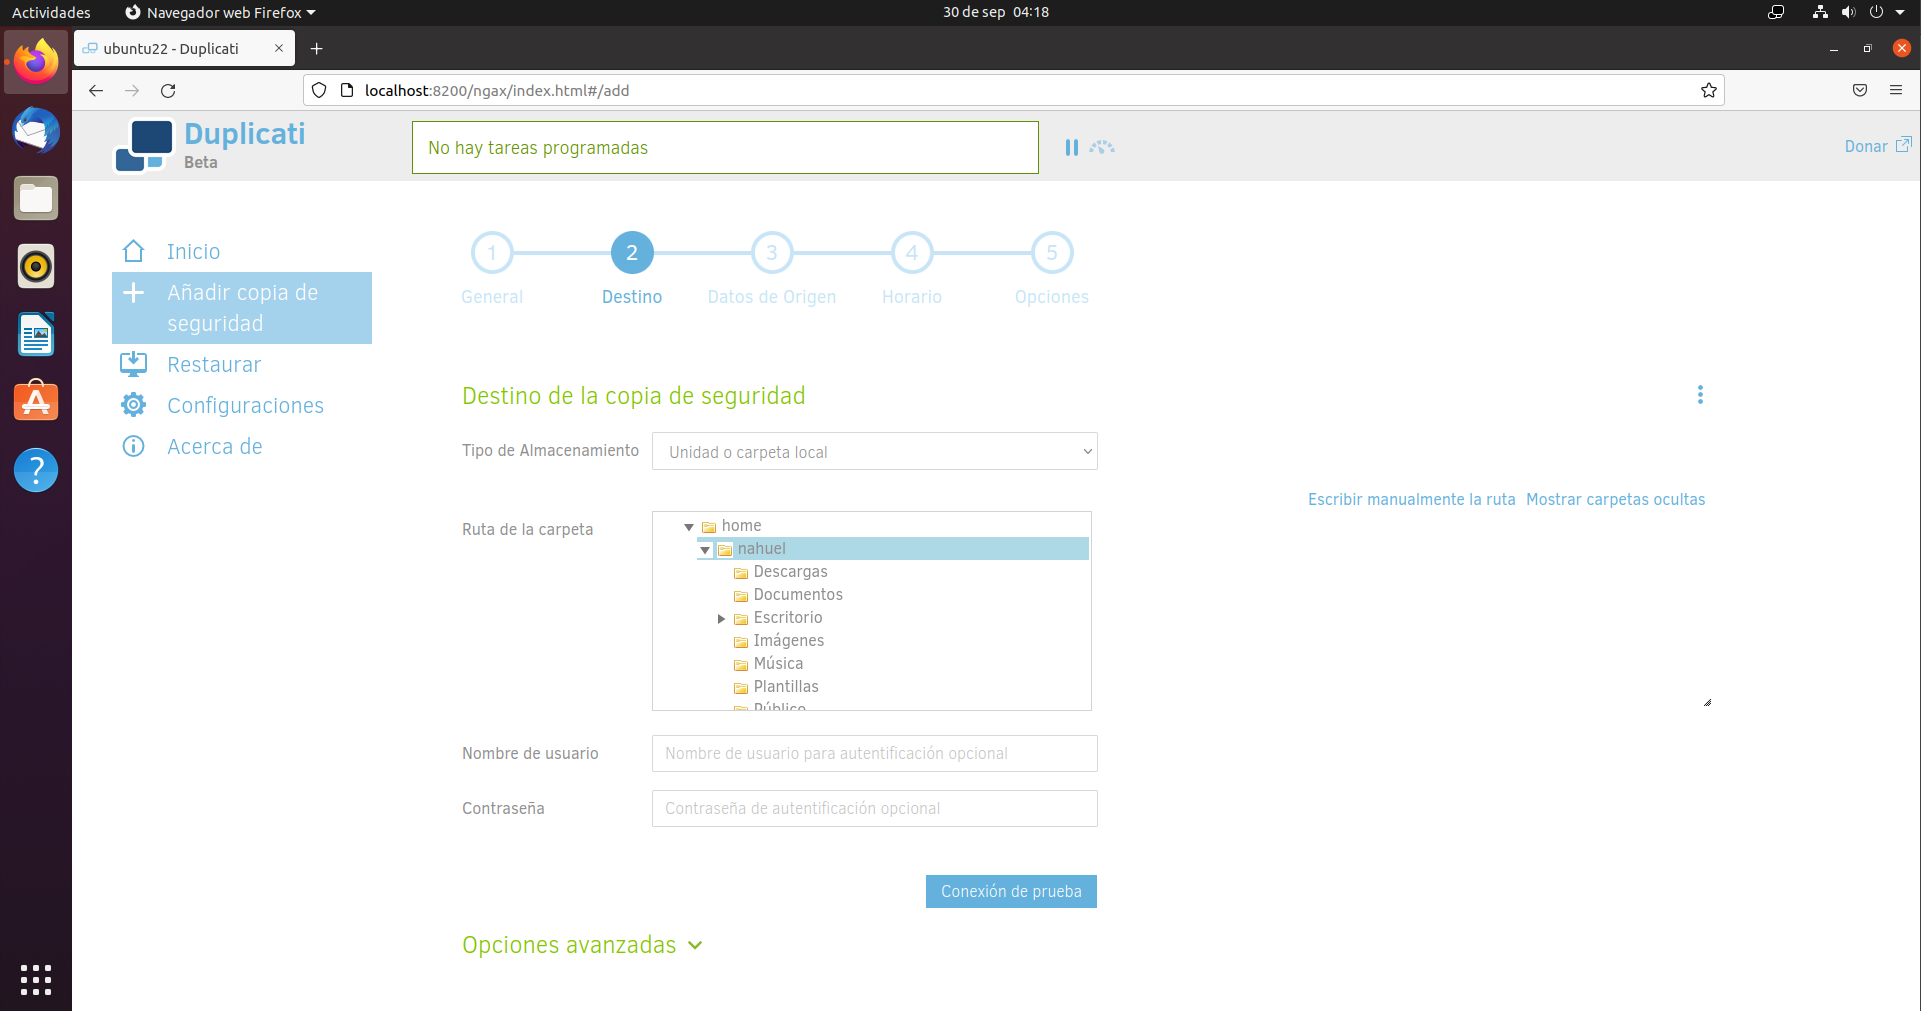 Actividades
Navegador web Firefox
30 de sep 04:18
ubuntu22 - Duplicati
localhost:8200/ngax/index.html#/add
Duplicati
Beta
No hay tareas programadas
Donar
Inicio
Añadir copia de
seguridad
Restaurar
Configuraciones
Acerca de
1
2
3
4
5
General
Destino
Datos de Origen
Horario
Opciones
Destino de la copia de seguridad
Tipo de Almacenamiento
Unidad o carpeta local
Escribir manualmente la ruta
Mostrar carpetas ocultas
Ruta de la carpeta
home
nahuel
Descargas
Documentos
Escritorio
Imágenes
Música
Plantillas
Público
Nombre de usuario
Nombre de usuario para autentificación opcional
Contraseña
Contraseña de autentificación opcional
Conexión de prueba
Opciones avanzadas